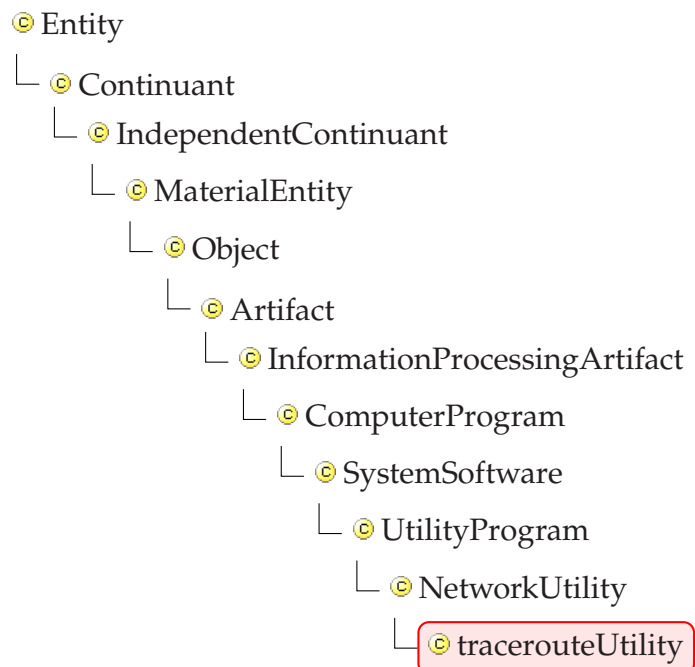 Entity
Continuant
IndependentContinuant
MaterialEntity
Object
Artifact
InformationProcessingArtifact
ComputerProgram
SystemSoftware
UtilityProgram
NetworkUtility
tracerouteUtility